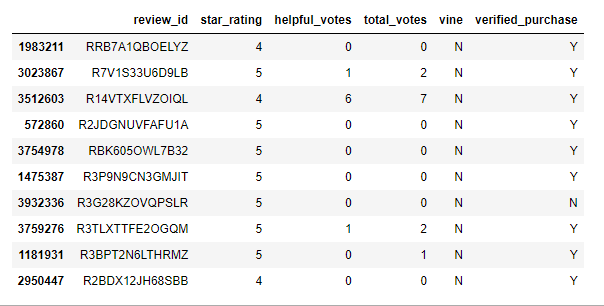 review_id star_rating helpful_votes total_votes vine verified_purchase
1983211 RRB7A1QBOELYZ 4 0 0 N Y
3023867 R7V1S33U6D9LB 5 1 2 N Y
3512603 R14VTXFLVZOIQL 4 6 7 N Y
572860 R2JDGNUVFAFU1A 5 0 0 N Y
3754978 RBK605OWL7B32 5 0 0 N Y
1475387 R3P9N9CN3GMJIT 5 0 0 N Y
3932336 R3G28KZOVQPSLR 5 0 0 N N
3759276 R3TLXTTFE2OGQM 5 1 2 N Y
1181931 R3BPT2N6LTHRMZ 5 0 1 N Y
2950447 R2BDX12JH68SBB 4 0 0 N Y